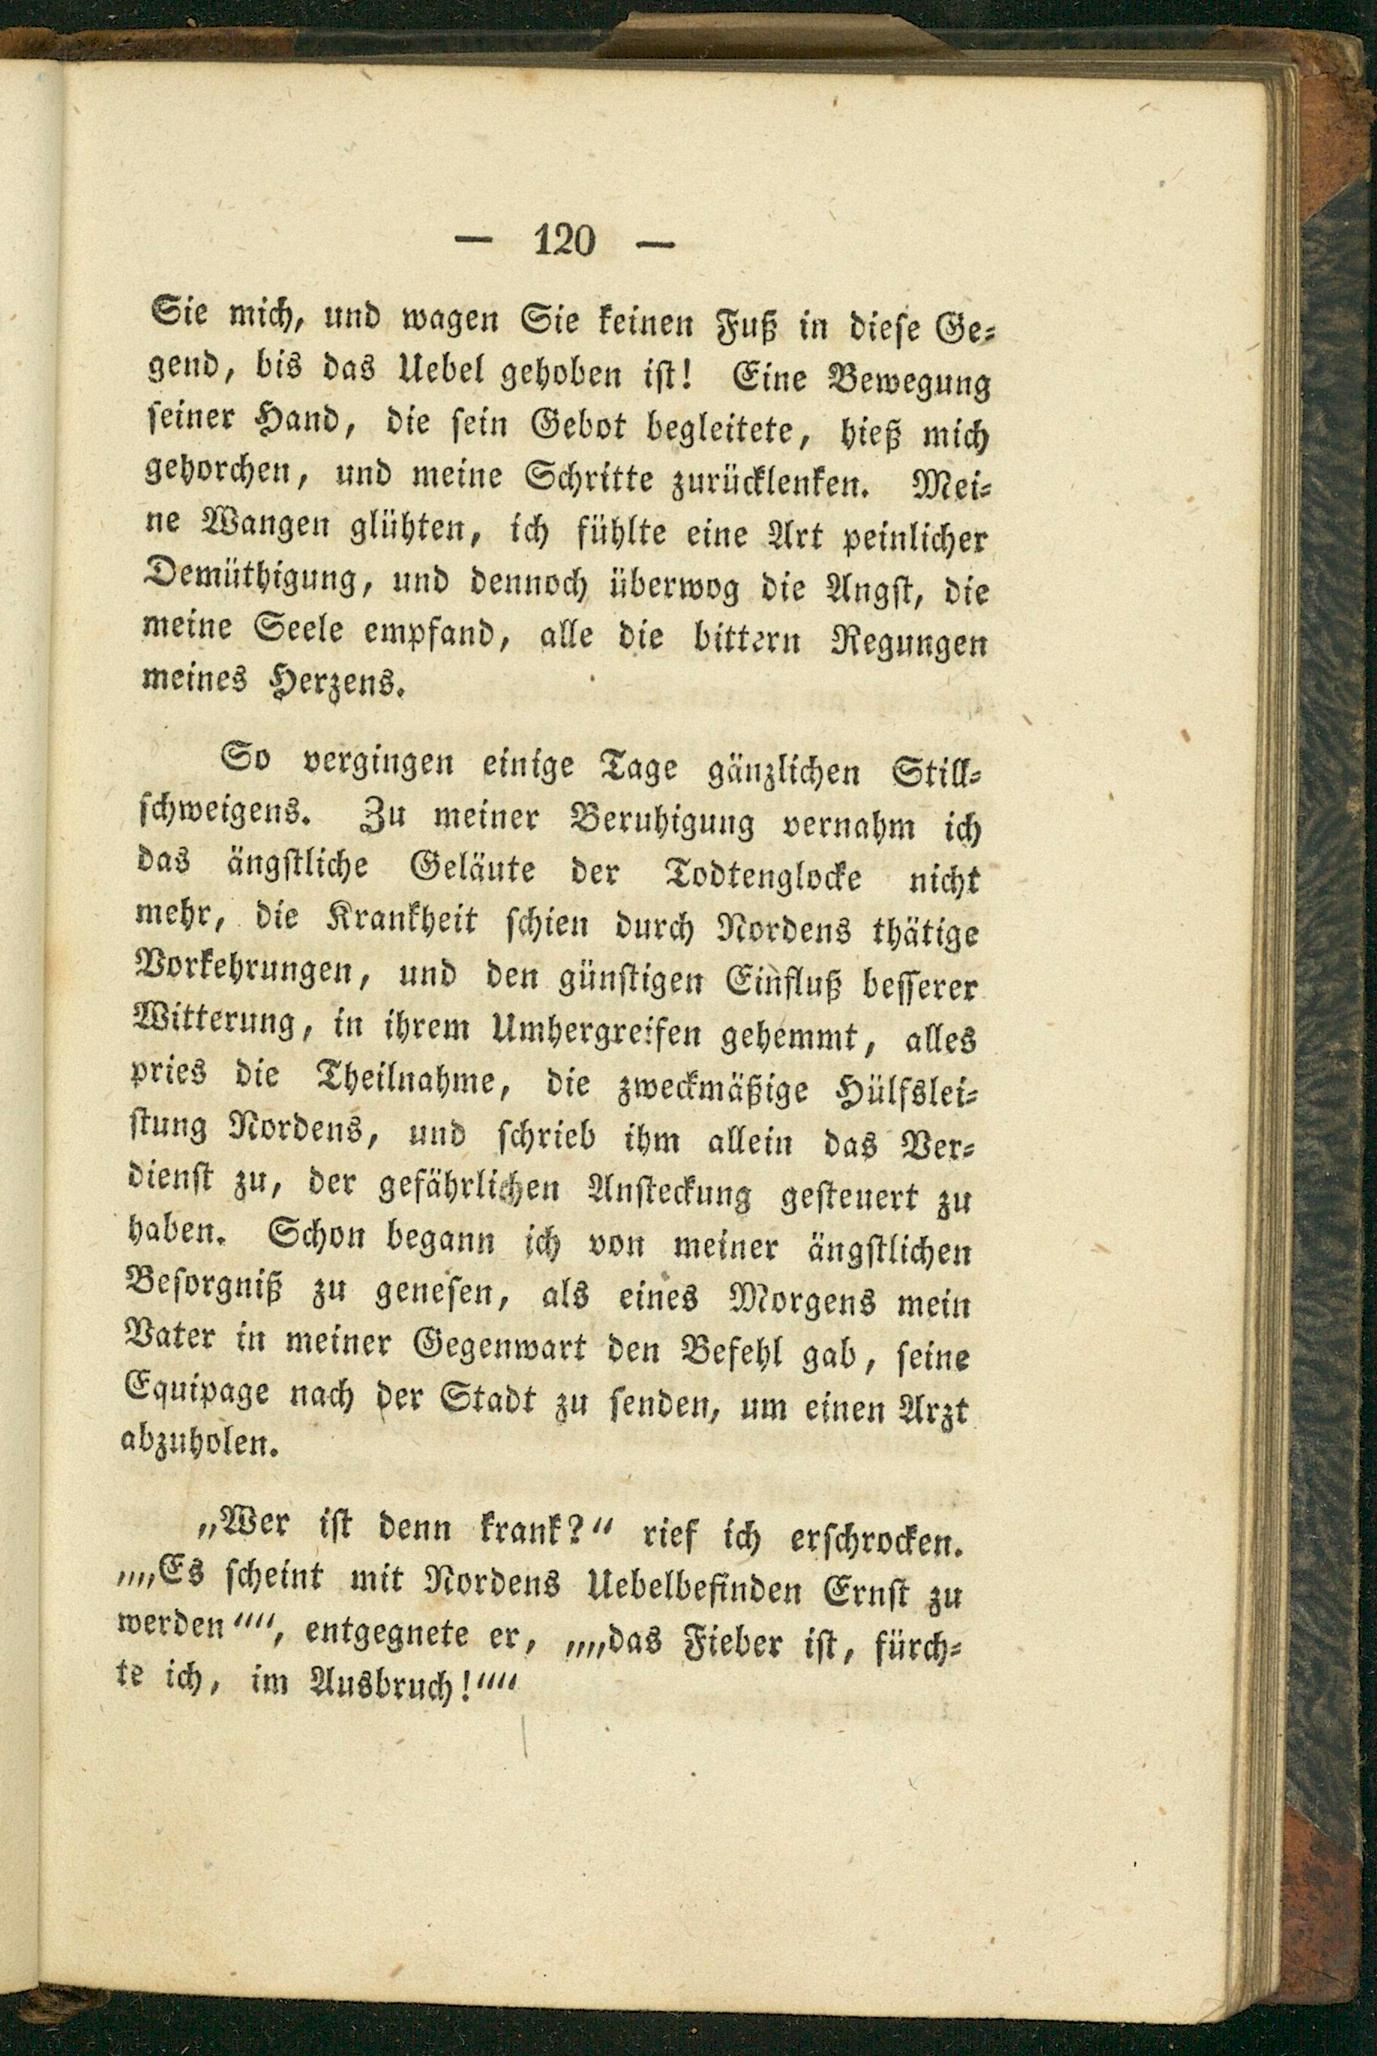 — 120 —
Sie mich, und wagen Sie keinen Fuß in diese Ge-
gend, bis das Uebel gehoben ist! Eine Bewegung
seiner Hand, die sein Gebot begleitete, hieß mich
gehorchen, und meine Schritte zurücklenken. Mei-
ne Wangen glühten, ich fühlte eine Art peinlicher
Demüthigung, und dennoch überwog die Angst, die
meine Seele empfand, alle die bittern Regungen
meines Herzens.
So vergingen einige Tage gänzlichen Still-
schweigens. Zu meiner Beruhigung vernahm ich
das ängstliche Geläute der Todtenglocke nicht
mehr, die Krankheit schien durch Nordens thätige
Vorkehrungen, und den günstigen Einfluß besserer
Witterung, in ihrem Umhergreifen gehemmt, alles
pries die Theilnahme, die zweckmäßige Hülfslei-
stung Nordens, und schrieb ihm allein das Ver-
dienst zu, der gefährlichen Ansteckung gesteuert zu
haben. Schon begann ich von meiner ängstlichen
Besorgniß zu genesen, als eines Morgens mein
Vater in meiner Gegenwart den Befehl gab, seine
Equipage nach der Stadt zu senden, um einen Arzt
abzuholen.
„Wer ist denn krank?“ rief ich erschrocken.
„„Es scheint mit Nordens Uebelbefinden Ernst zu
werden““, entgegnete er, „„das Fieber ist, fürch-
te ich, im Ausbruch!““